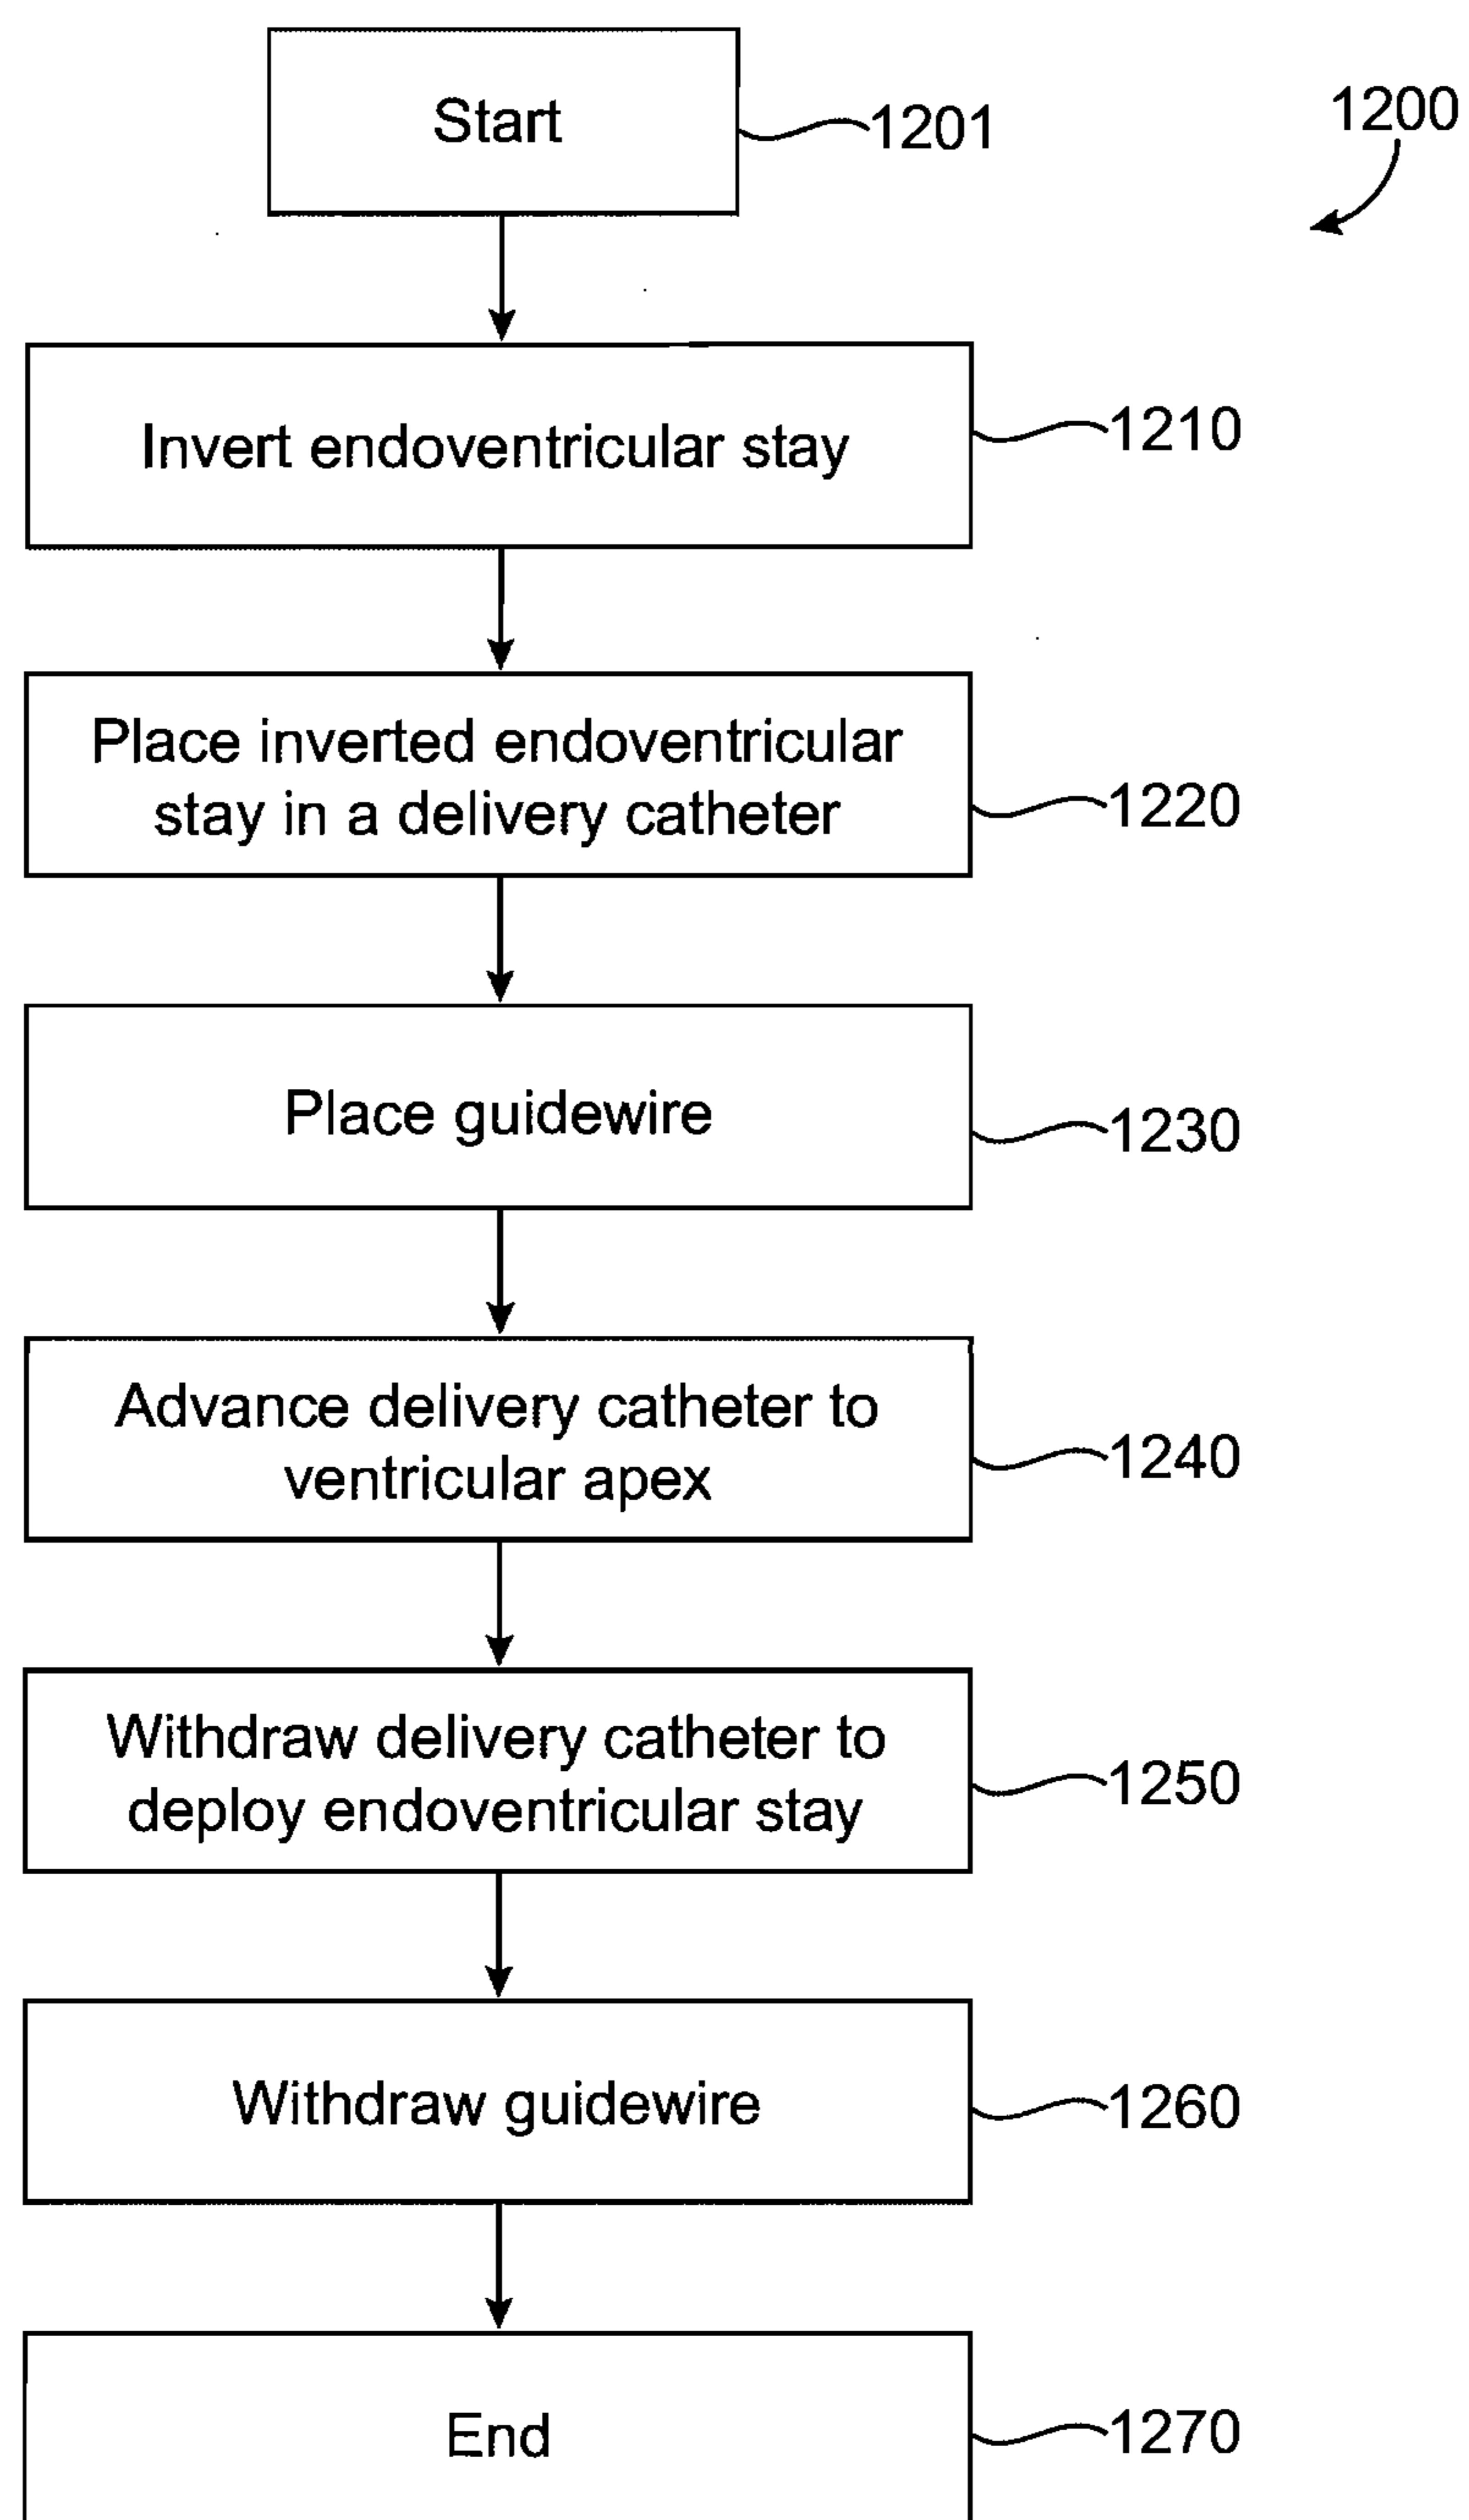 Start
1201
1200
Invert endoventricular stay
1210
Place inverted endoventricular
stay in a delivery catheter
1220
Place guidewire
1230
Advance delivery catheter to
ventricular apex
1240
Withdraw delivery catheter to
deploy endoventricular stay
1250
Withdraw guidewire
1260
End
1270